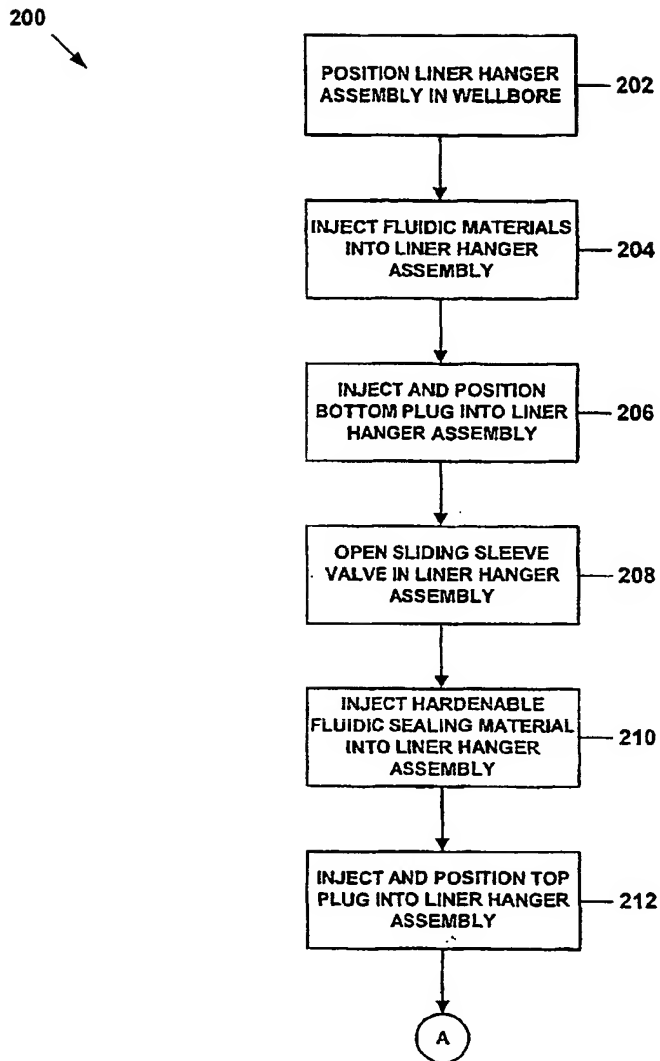 200
POSITION LINER HANGER
ASSEMBLY IN WELLBORE
202
INJECT FLUIDIC MATERIALS
INTO LINER HANGER
ASSEMBLY
204
INJECT AND POSITION
BOTTOM PLUG INTO LINER
HANGER ASSEMBLY
206
OPEN SLIDING SLEEVE
VALVE IN LINER HANGER
ASSEMBLY
208
INJECT HARDENABLE
FLUIDIC SEALING MATERIAL
INTO LINER HANGER
ASSEMBLY
210
INJECT AND POSITION TOP
PLUG INTO LINER HANGER
ASSEMBLY
212
A